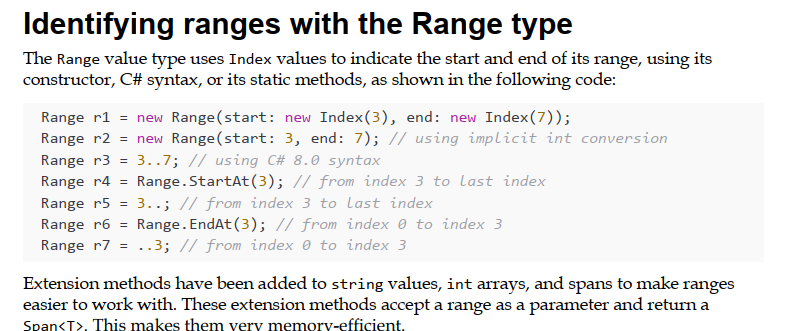 Identifying ranges with the Range type
The Range value type uses Index values to indicate the start and end of its range, using its
constructor, C# syntax, or its static methods, as shown in the following code:
Range r1 = new Range(start: new Index(3), end: new Index(7));
Range r2 = new Range(start: 3, end: 7); // using implicit int conversion
Range r3 = 3..7; // using C# 8.0 syntax
Range r4 = Range.StartAt(3); // from index 3 to last index
Range r5 = 3..; // from index 3 to last index
Range r6 = Range.EndAt(3); // from index 0 to index 3
Range r7 = ..3; // from index 0 to index 3
Extension methods have been added to string values, int arrays, and spans to make ranges
easier to work with. These extension methods accept a range as a parameter and return a
Span<T>. This makes them very memory-efficient.